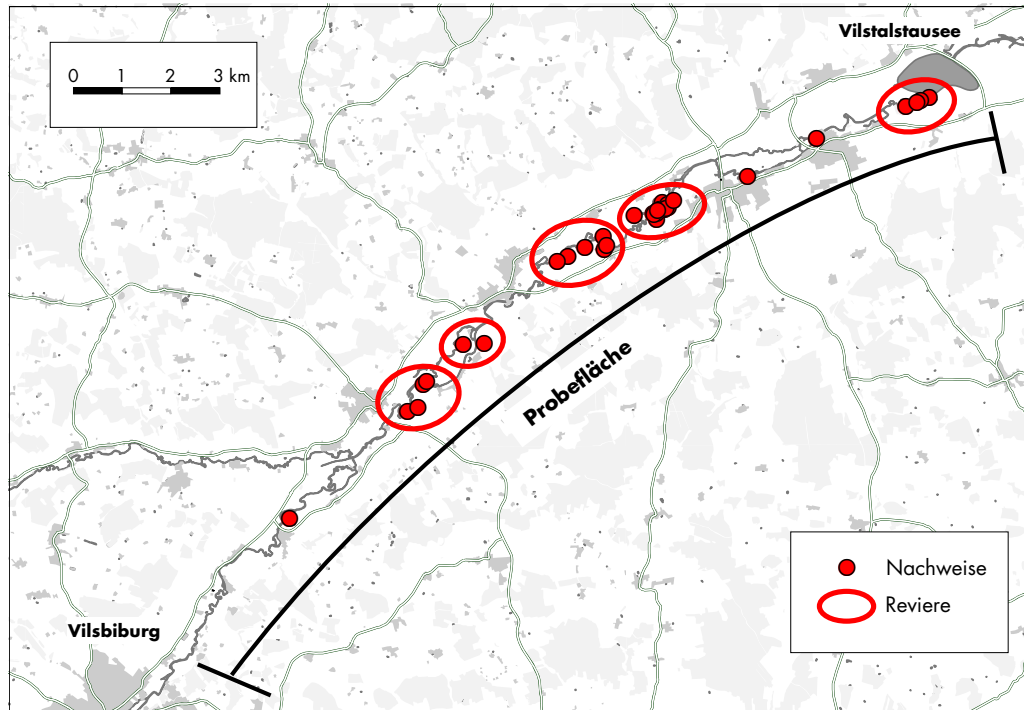 Vilstalstausee
0 1 2 3 km
Probefläche
Nachweise
Reviere
Vilsbiburg